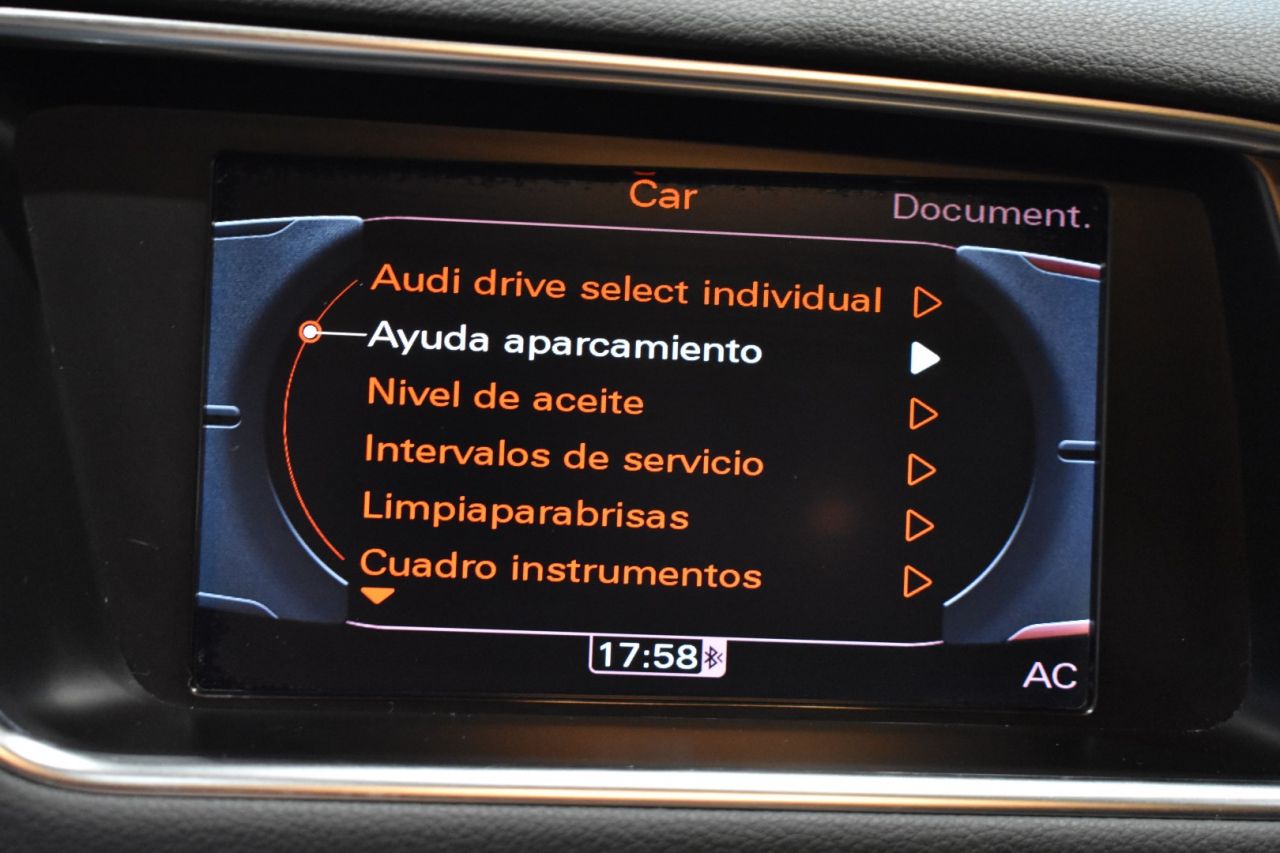 Car
Document.
Audi drive select individual
Ayuda aparcamiento
Nivel de aceite
Intervalos de servicio
Limpiaparabrisas
Cuadro instrumentos
17:58
AC